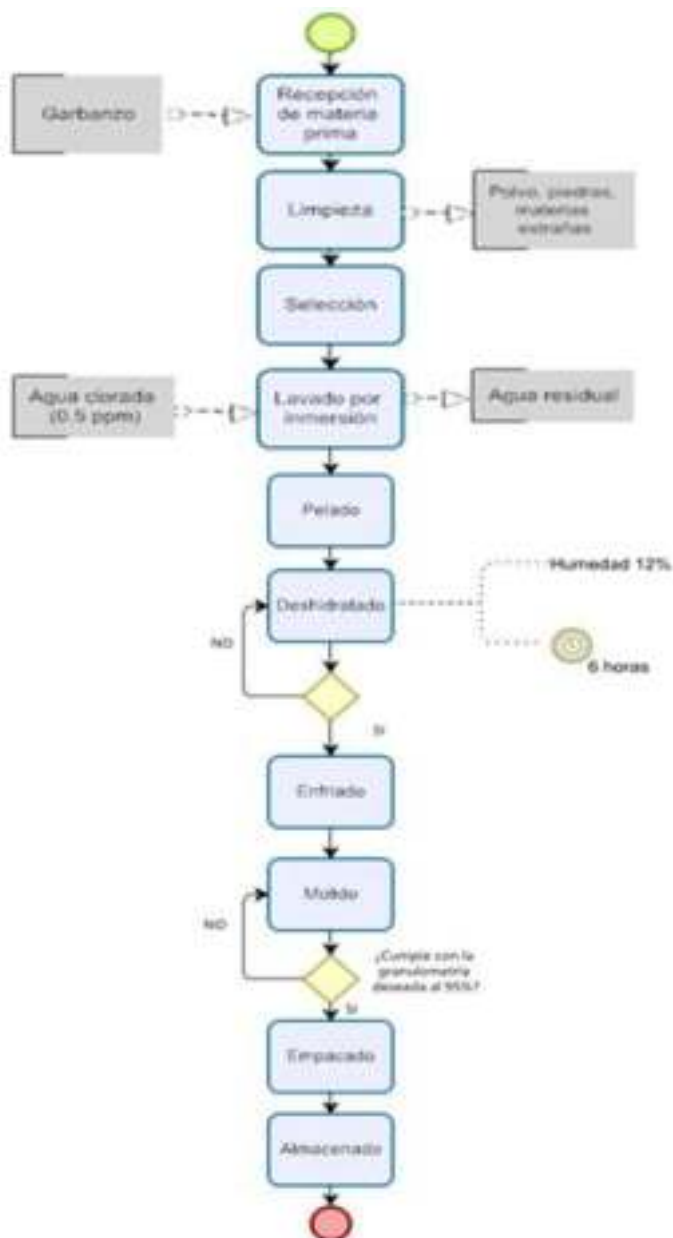 Garbanzo
Recepción
de materia
prima
Limpieza
Polvo, piedras,
materias
extrañas
Selección
Agua clorada
(0.5 ppm)
Lavado por
inmersión
Agua residual
Pelado
Deshidratado
Humedad 12%
6 horas
NO
SI
Enfriado
Molido
NO
¿Cumple con la
granulometría
deseada al 95%?
SI
Empacado
Almacenado